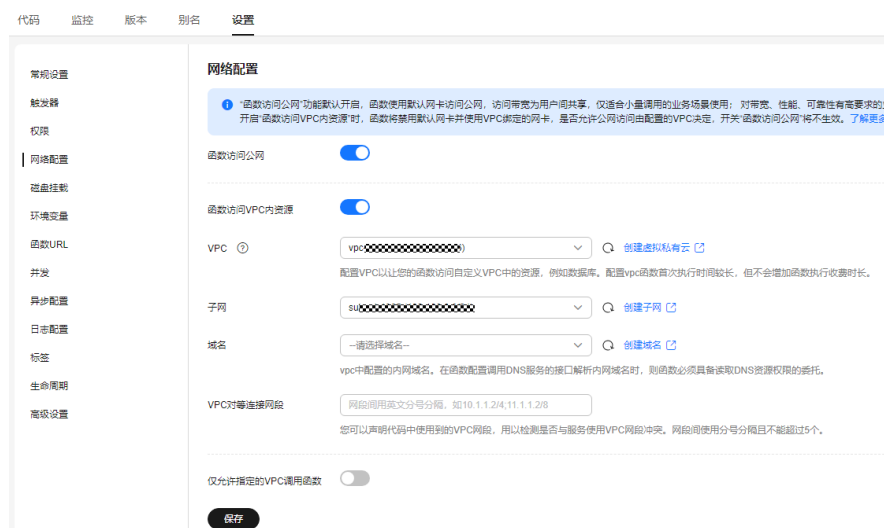 代码 监控 版本 别名 设置
常规设置
触发器
权限
网络配置
磁盘挂载
环境变量
函数URL
并发
异步配置
日志配置
标签
生命周期
高级设置
网络配置
“函数访问公网”功能默认开启，函数使用默认网卡访问公网，访问带宽为用户间共享，仅适合小量调用的业务场景使用； 对带宽、性能、可靠性有高要求的
开启“函数访问VPC内资源”时，函数将禁用默认网卡并使用VPC绑定的网卡，是否允许公网访问由配置的VPC决定，开关“函数访问公网”将不生效。了解更多
函数访问公网
函数访问VPC内资源
VPC ? vpc ) 创建虚拟私有云
配置VPC以让您的函数访问自定义VPC中的资源，例如数据库。配置vpc函数首次执行时间较长，但不会增加函数执行收费时长。
子网 su 创建子网
域名 --请选择域名-- 创建域名
vpc中配置的内网域名。在函数配置调用DNS服务的接口解析内网域名时，则函数必须具备读取DNS资源权限的委托。
VPC对等连接网段 网段间用英文分号分隔，如10.1.1.2/4;11.1.1.2/8
您可以声明代码中使用到的VPC网段，用以检测是否与服务使用VPC网段冲突。网段间使用分号分隔且不能超过5个。
仅允许指定的VPC调用函数
保存